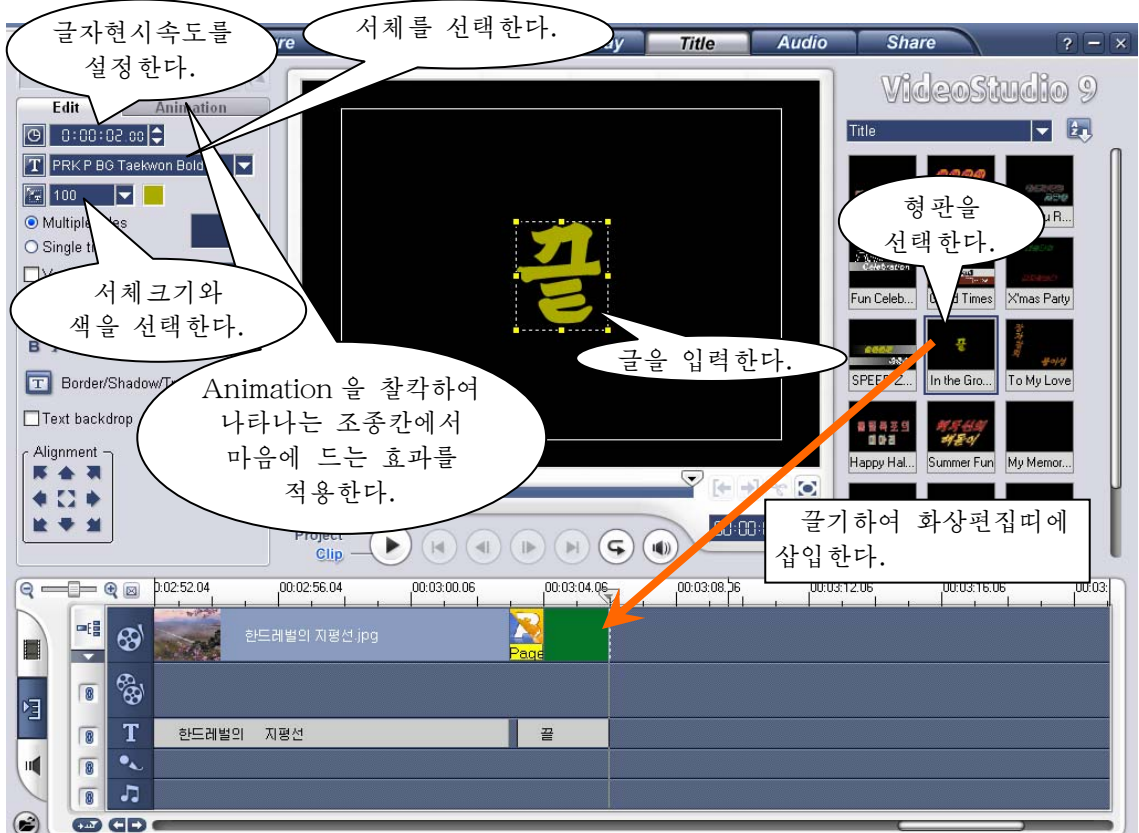 글자현시속도를
설정한다.
서체를 선택한다.
Title
Audio
Share
VideoStudio 9
Edit
Animation
0:00:02.00
PRK P BG Taekwon Bold
100
Multiple
Single
서체크기와
색을 선택한다.
Border/Shadow/
Text backdrop
Alignment
Animation 을 찰칵하여
나타나는 조종칸에서
마음에 드는 효과를
적용한다.
끝
글을 입력한다.
Title
형판을
선택한다.
Celebration
Fun Celeb...
Times
X'mas Party
끝
SPEED
In the Gro...
To My Love
Happy Hal...
Summer Fun
My Memor...
끌기하여 화상편집띠에
삽입한다.
Project
Clip
0:02:52.04
00:02:56.04
00:03:00.06
00:03:04.06
00:03:08.06
00:03:12.06
00:03:16.06
00:03:
한드레벌의 지평선.jpg
Page
한드레벌의 지평선
끝